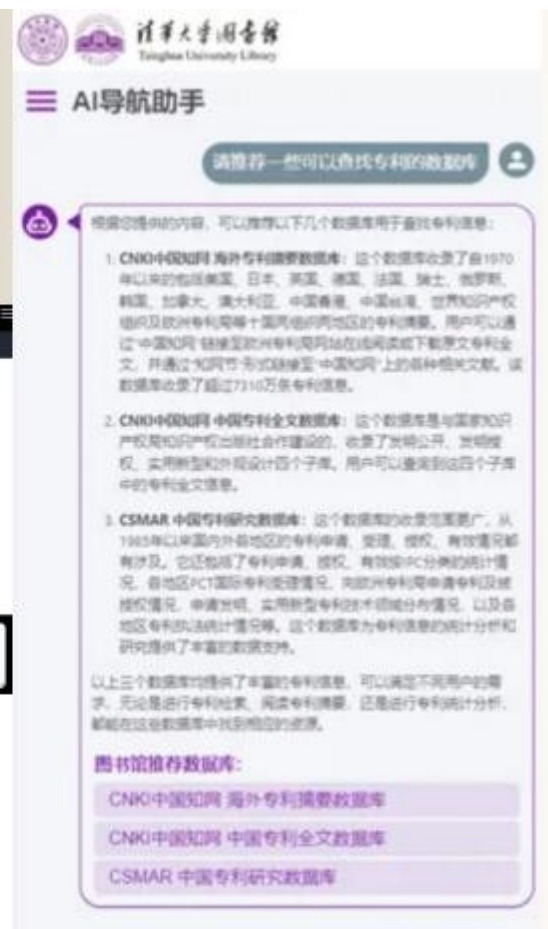 清華大學圖書館
Tsinghua University Library
AI导航助手
请推荐一些可以查找专利的数据库
根据您提供的内容，可以推荐以下几个数据库用于查找专利信息：
1. CNKI中国知网 海外专利摘要数据库：这个数据库收录了自1970
年以来的包括美国、日本、英国、德国、法国、瑞士、俄罗斯、
韩国、加拿大、澳大利亚、中国香港、中国台湾、世界知识产权
组织及欧洲专利局等十国两组织两地区的专利摘要。用户可以通
过“中国知网”链接至欧洲专利局网站在线阅读或下载原文专利全
文，并通过“知网节”形式链接至“中国知网”上的各种相关文献。该
数据库收录了超过7310万条专利信息。
2. CNKI中国知网 中国专利全文数据库：这个数据库是与国家知识
产权局知识产权出版社合作建设的，收录了发明公开、发明授
权、实用新型和外观设计四个子库。用户可以查询到这四个子库
中的专利全文信息。
3. CSMAR 中国专利研究数据库：这个数据库的收录范围更广，从
1985年以来国内外各地区的专利申请、受理、授权、有效情况都
有涉及。它还包括了专利申请、授权、有效按IPC分类的统计情
况，各地区PCT国际专利受理情况，向欧洲专利局申请专利及被
授权情况，申请发明、实用新型专利技术领域分布情况，以及各
地区专利执法统计情况等。这个数据库为专利信息的统计分析和
研究提供了丰富的数据支持。
以上三个数据库均提供了丰富的专利信息，可以满足不同用户的需
求，无论是进行专利检索、阅读专利摘要，还是进行专利统计分析，
都能在这些数据库中找到相应的资源。
图书馆推荐数据库：
CNKI中国知网 海外专利摘要数据库
CNKI中国知网 中国专利全文数据库
CSMAR 中国专利研究数据库